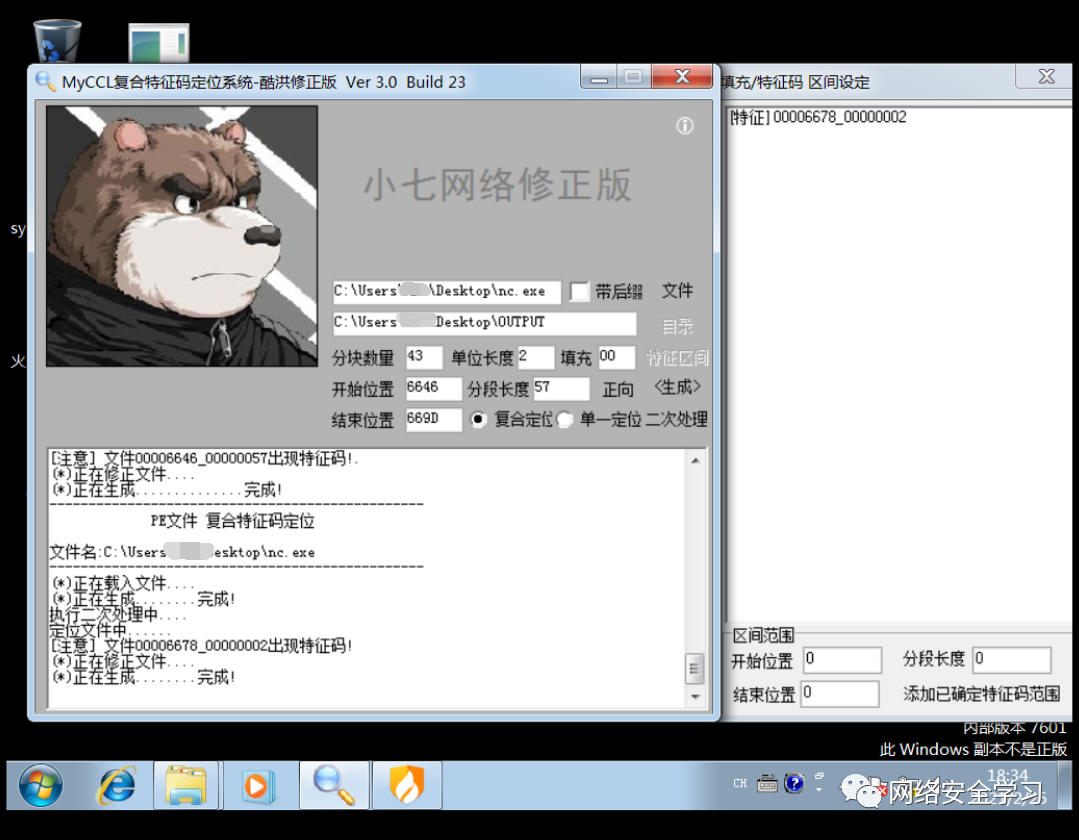 MyCCL复合特征码定位系统-酷洪修正版 Ver 3.0 Build 23
填充/特征码 区间设定
[特征] 00006678_00000002
小七网络修正版
sy
火
C:\Users\ \Desktop\nc.exe 带后缀 文件
C:\Users Desktop\OUTPUT 目录
分块数量 43 单位长度 2 填充 00 特征区间
开始位置 6646 分段长度 57 正向 <生成>
结束位置 669D 复合定位 单一定位 二次处理
[注意] 文件00006646_00000057出现特征码!.
(*)正在修正文件....
(*)正在生成..............完成!
------------------------------------------------
PE文件 复合特征码定位
文件名:C:\Users esktop\nc.exe
------------------------------------------------
(*)正在载入文件....
(*)正在生成........完成!
执行二次处理中....
定位文件中......
[注意] 文件00006678_00000002出现特征码!
(*)正在修正文件....
(*)正在生成........完成!
区间范围
开始位置 0 分段长度 0
结束位置 0 添加已确定特征码范围
内部版本 7601
此 Windows 副本不是正版
CH
18:34
网络安全学习